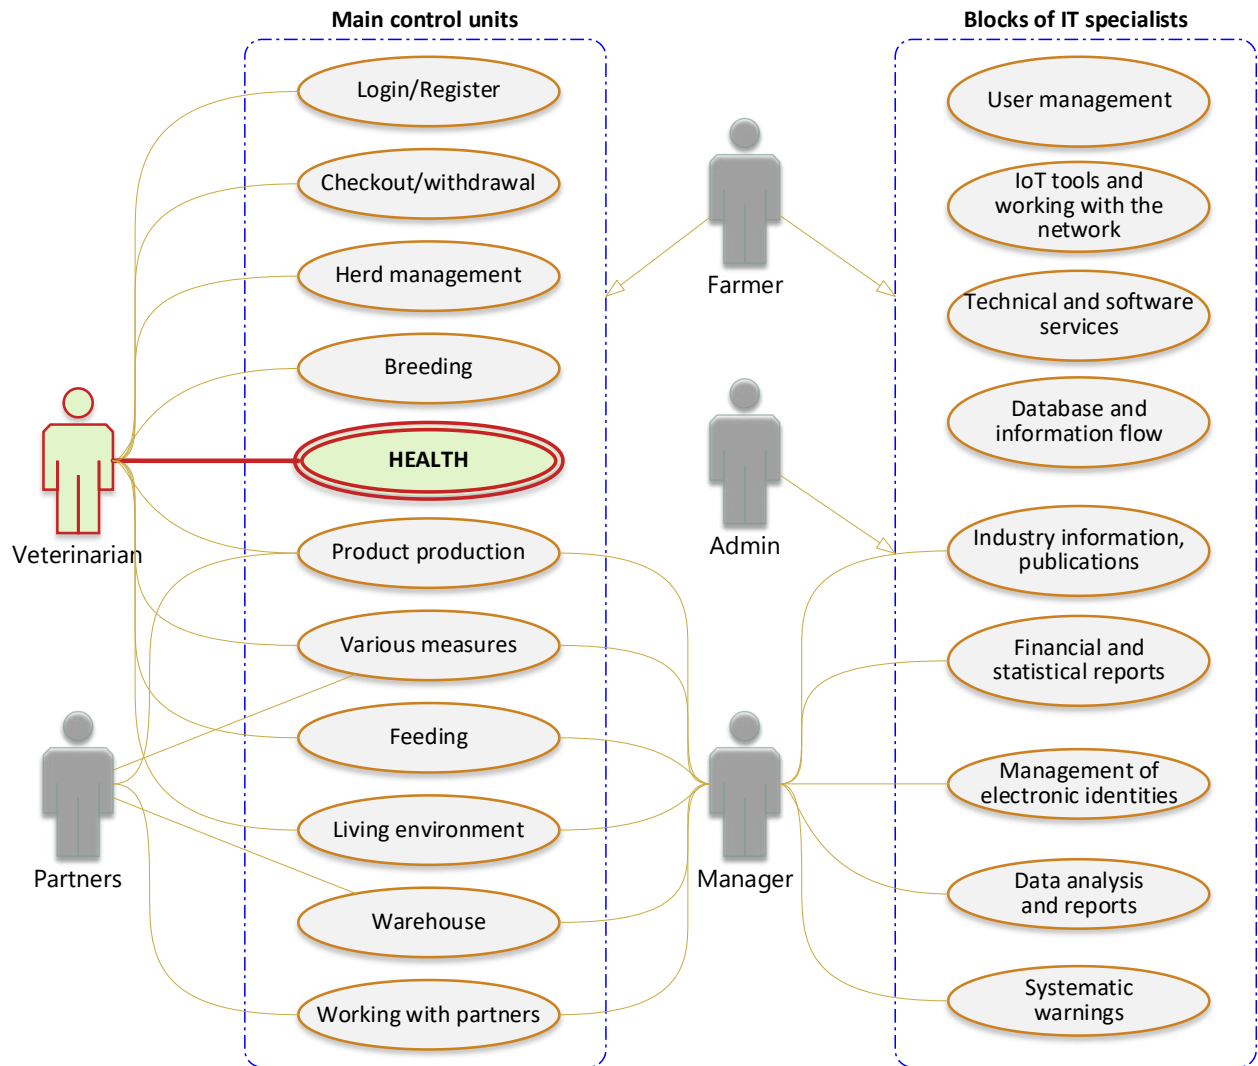 Main control units
Login/Register
Checkout/withdrawal
Herd management
Breeding
HEALTH
Product production
Various measures
Feeding
Living environment
Warehouse
Working with partners
Veterinarian
Partners
Farmer
Admin
Manager
Blocks of IT specialists
User management
IoT tools and
working with the
network
Technical and software
services
Database and
information flow
Industry information,
publications
Financial and
statistical reports
Management of
electronic identities
Data analysis
and reports
Systematic
warnings